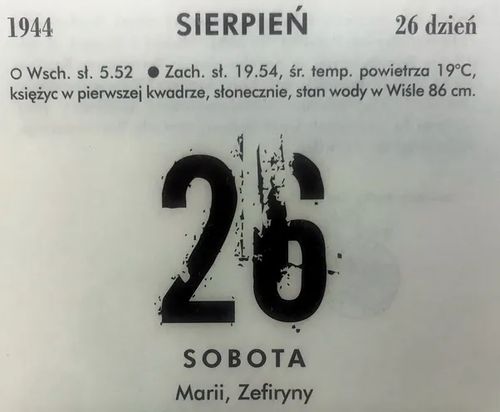 1944 SIERPIEŃ 26 dzień
○ Wsch. sł. 5.52 ● Zach. sł. 19.54, śr. temp. powietrza 19°C,
księżyc w pierwszej kwadrze, słonecznie, stan wody w Wiśle 86 cm.
26
SOBOTA
Marii, Zefiryny